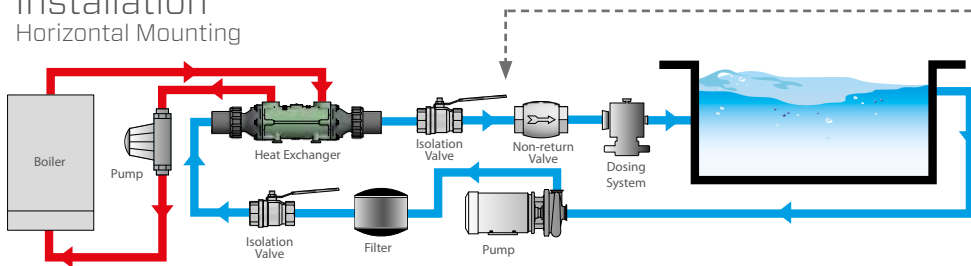 Installation
Horizontal Mounting
Boiler
Pump
Heat Exchanger
Isolation
Valve
Non-return
Valve
Dosing
System
Isolation
Valve
Filter
Pump